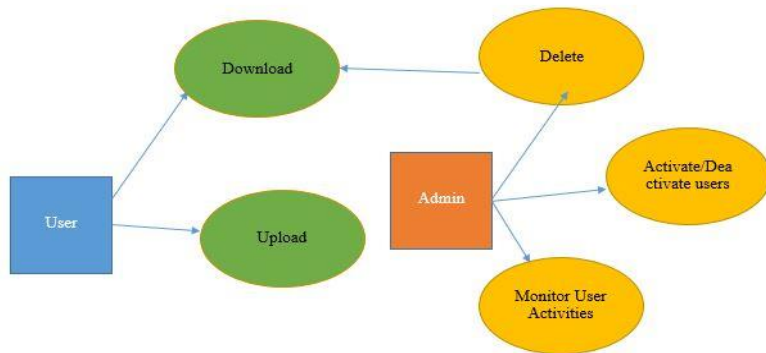 Download
Delete
User
Upload
Admin
Activate/Dea
ctivate users
Monitor User
Activities